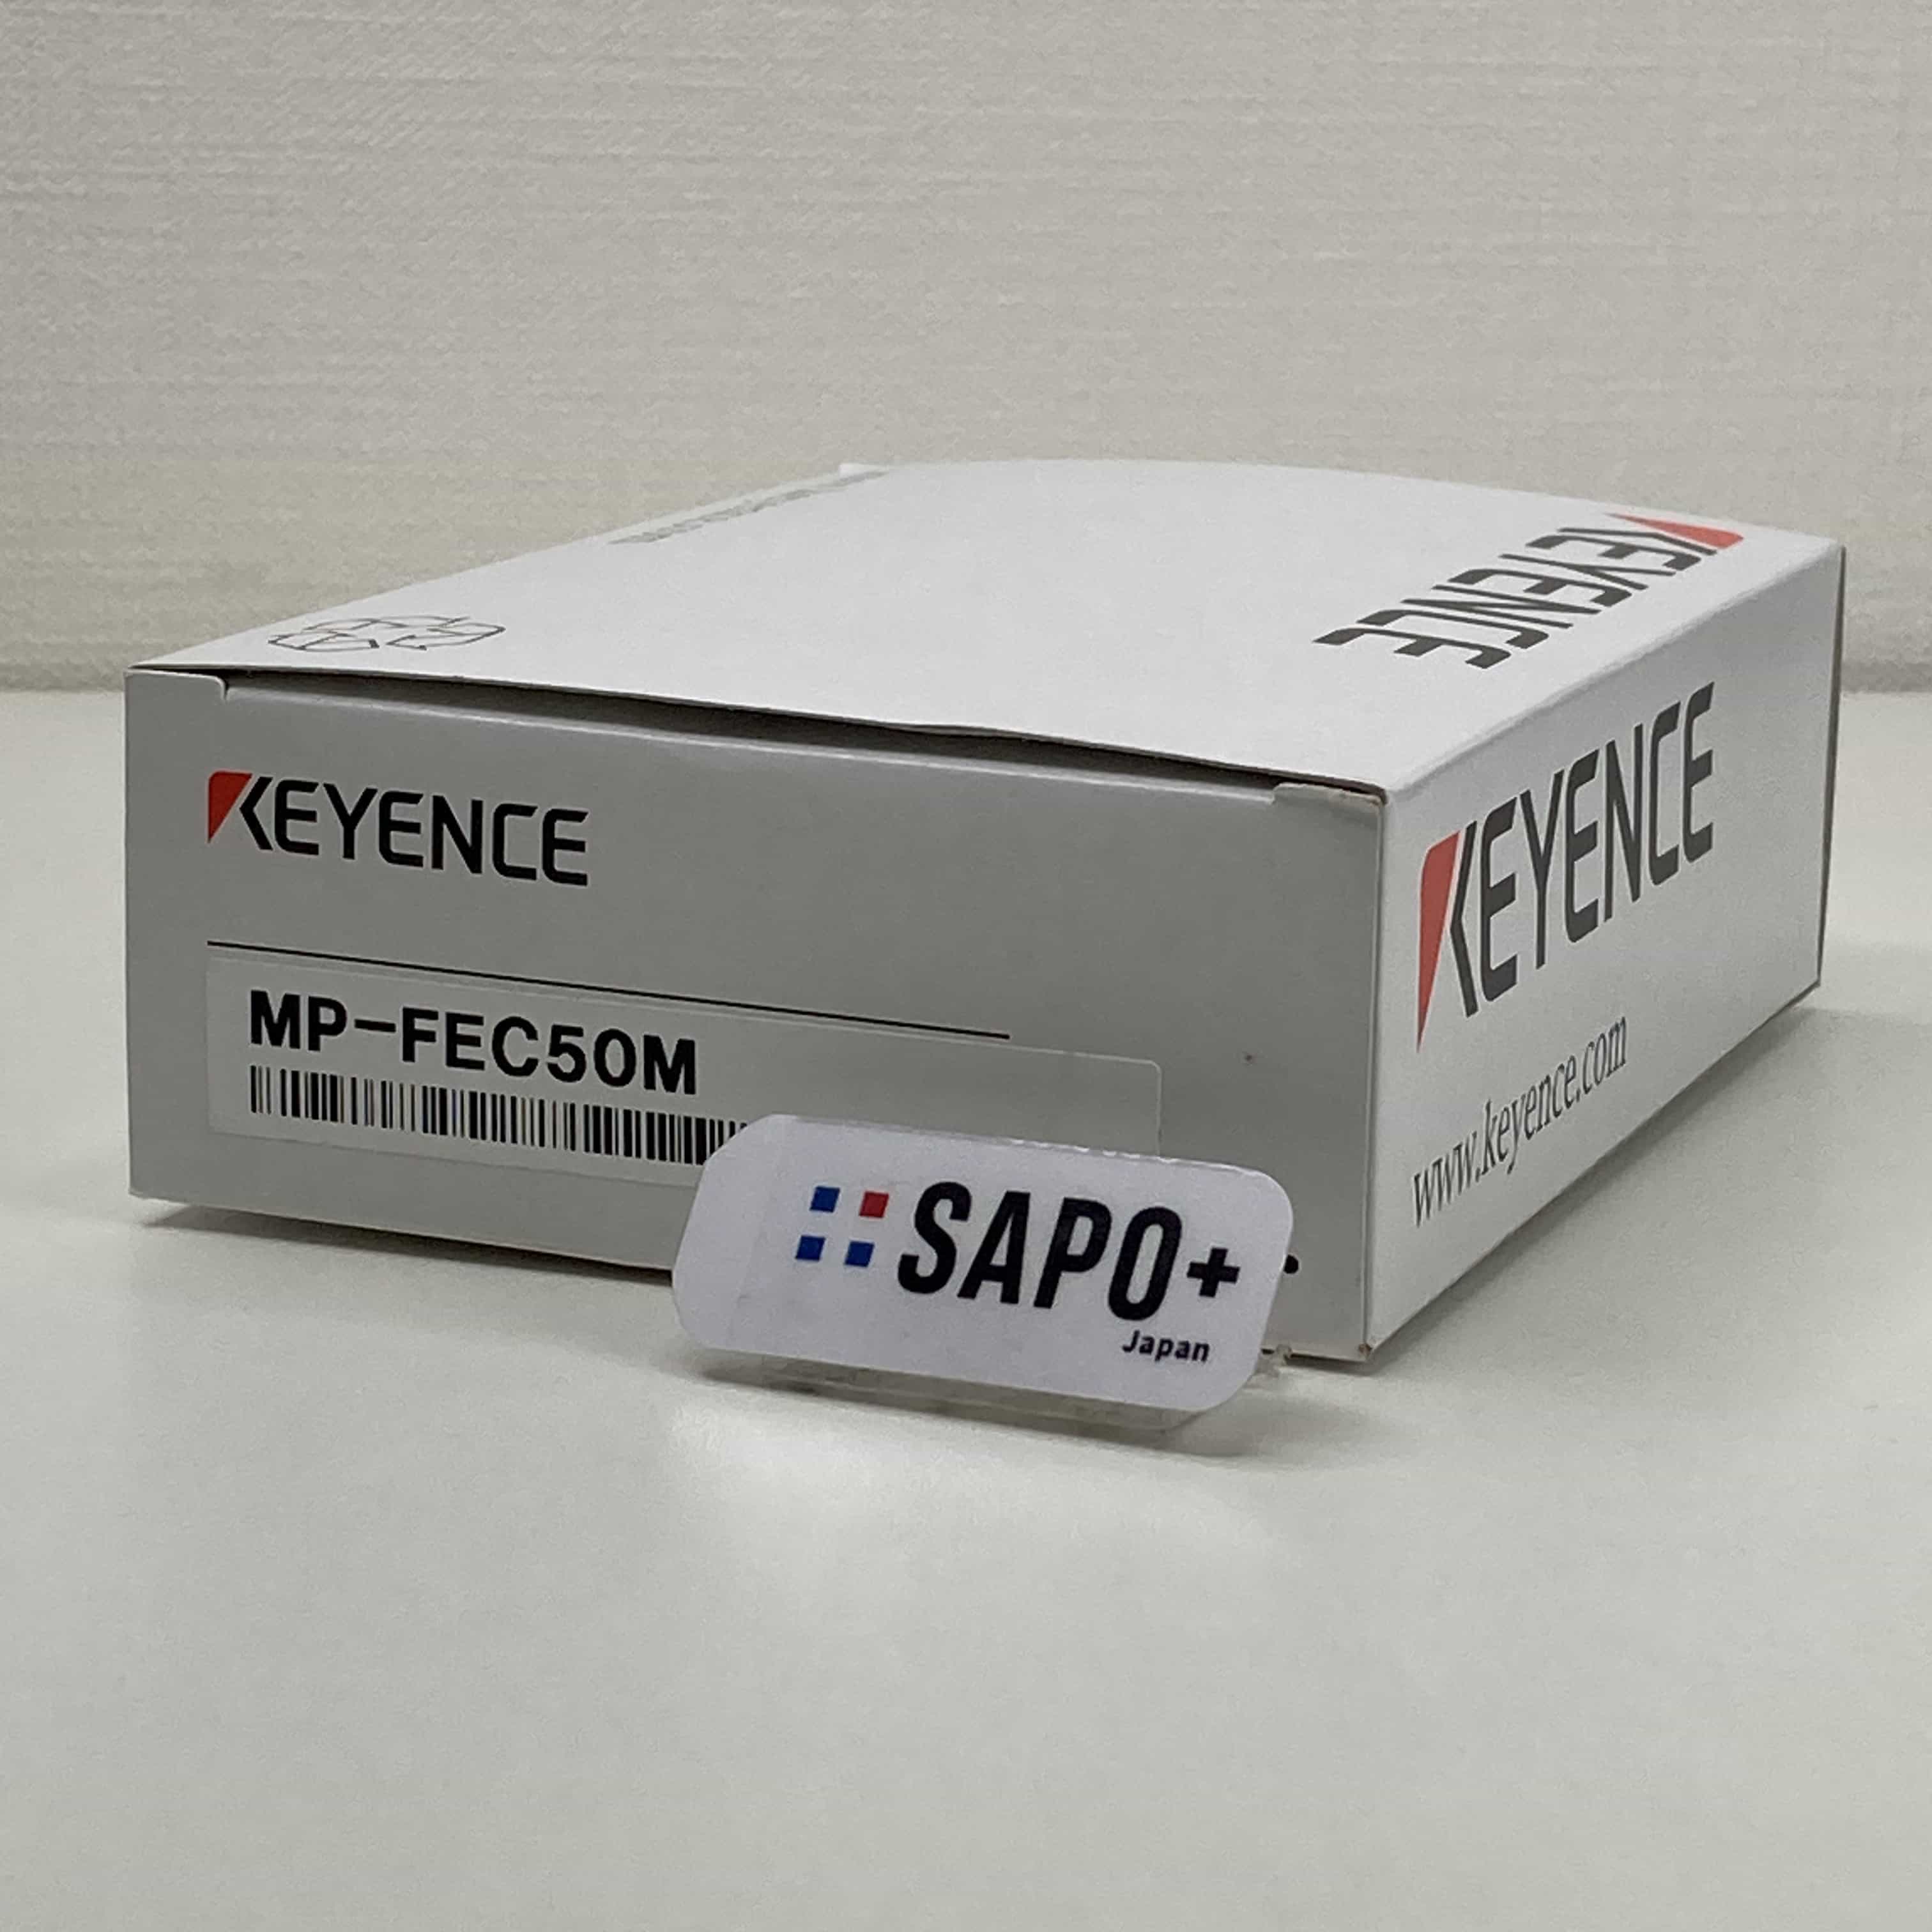 KEYENCE
KEYENCE
MP-FEC50M
KEYENCE
www.keyence.com
SAPO+
Japan